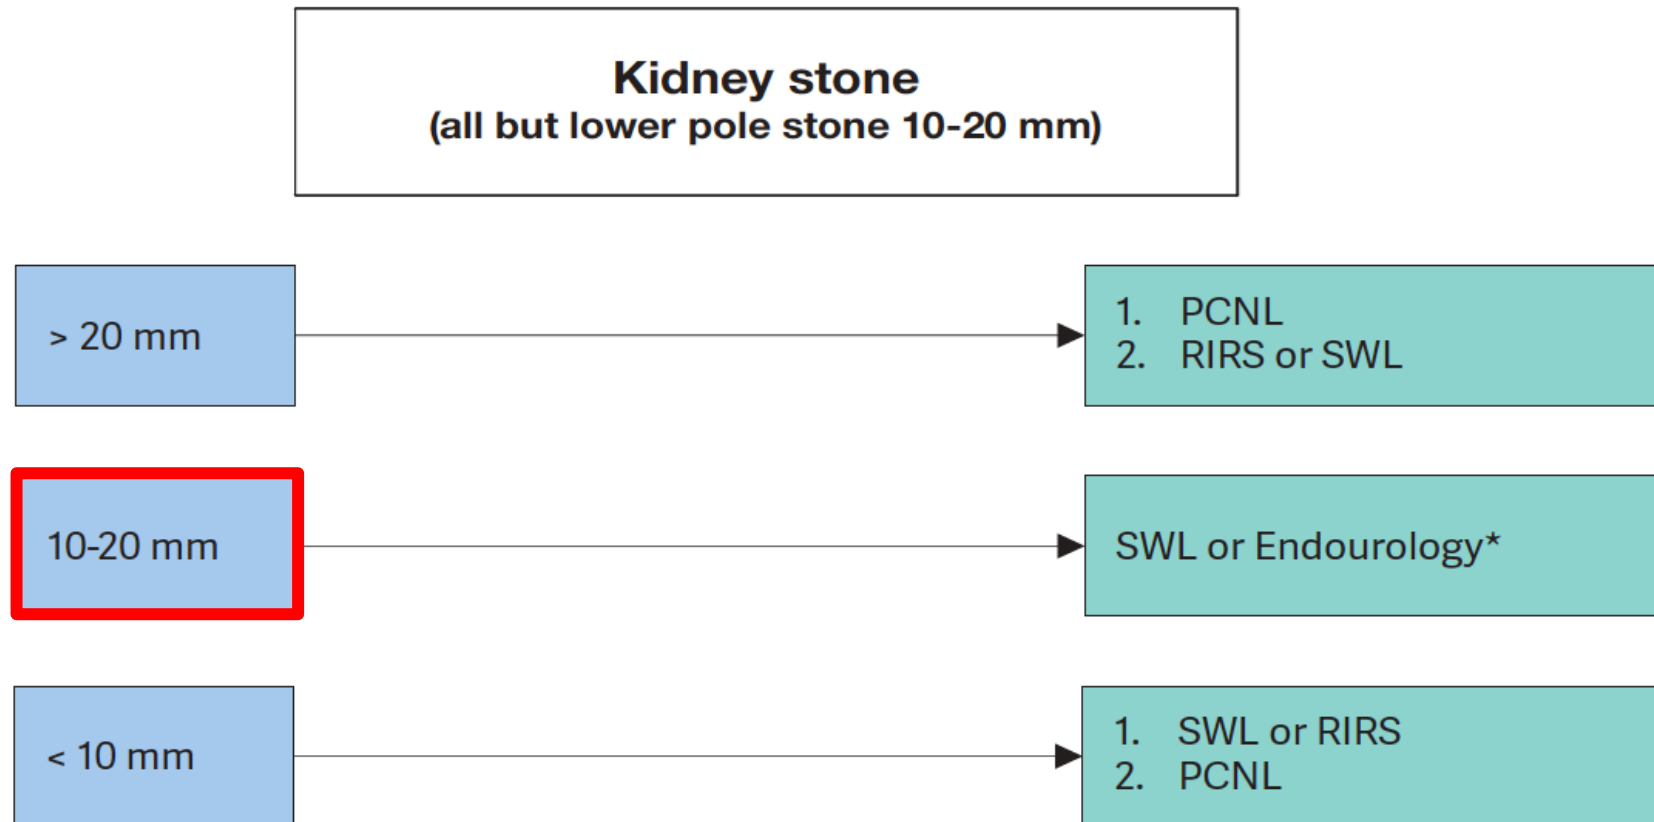 Kidney stone
(all but lower pole stone 10-20 mm)
> 20 mm
1. PCNL
2. RIRS or SWL
10-20 mm
SWL or Endourology*
< 10 mm
1. SWL or RIRS
2. PCNL